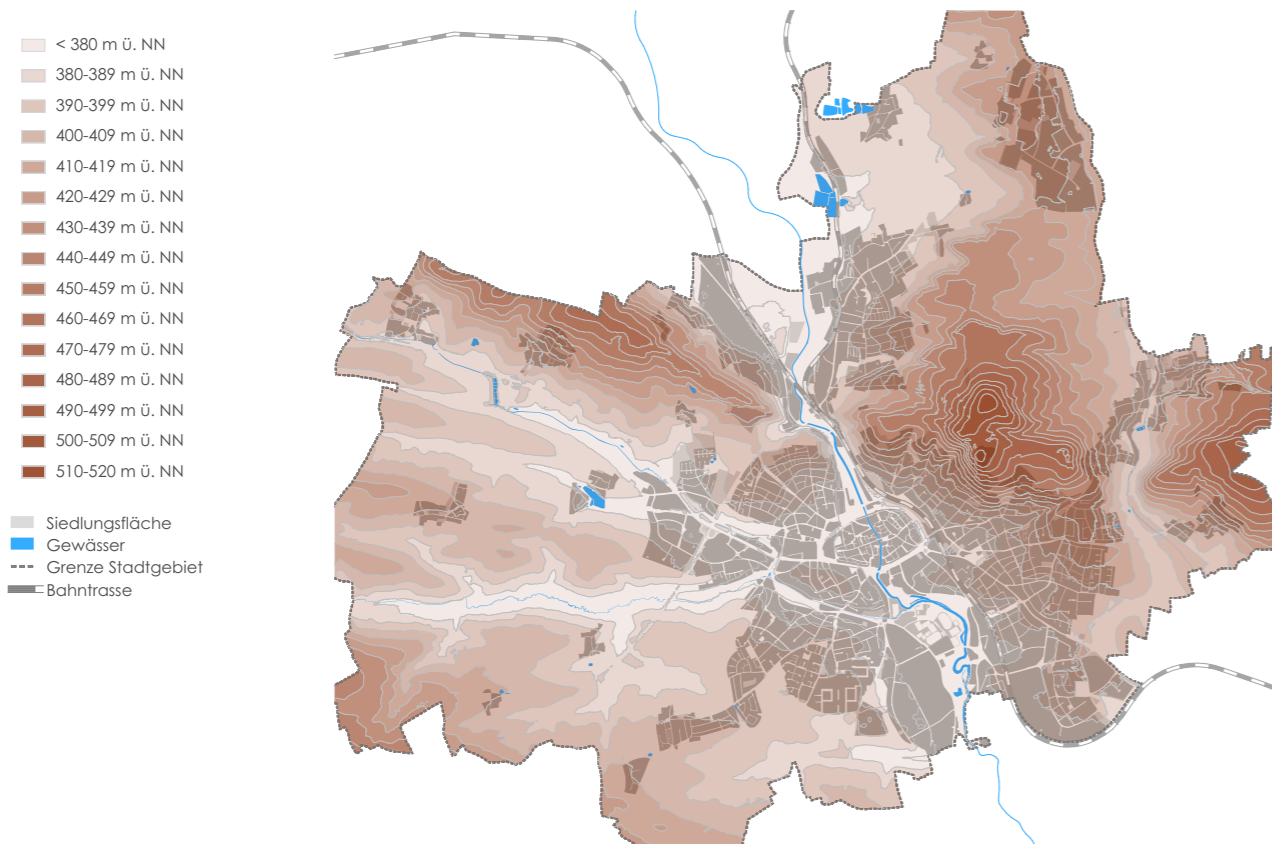 < 380 m ü. NN
380-389 m ü. NN
390-399 m ü. NN
400-409 m ü. NN
410-419 m ü. NN
420-429 m ü. NN
430-439 m ü. NN
440-449 m ü. NN
450-459 m ü. NN
460-469 m ü. NN
470-479 m ü. NN
480-489 m ü. NN
490-499 m ü. NN
500-509 m ü. NN
510-520 m ü. NN
Siedlungsfläche
Gewässer
Grenze Stadtgebiet
Bahntrasse